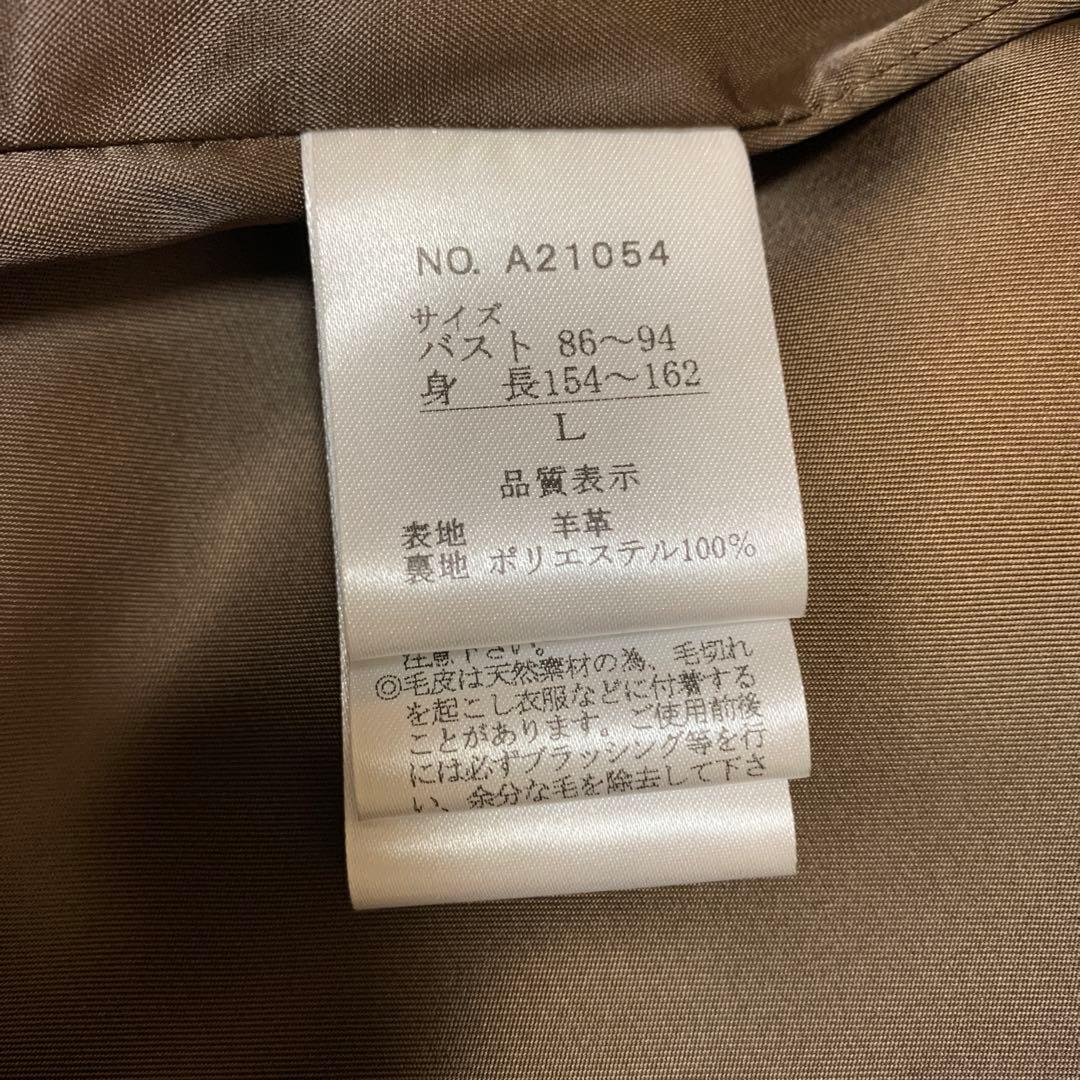 NO. A21054
サイズ
バスト 86～94
身 長154～162
L
品質表示
表地 羊革
裏地 ポリエステル100%
注意下さい。
◎毛皮は天然素材の為、毛切れ
を起こし衣服などに付着する
ことがあります。ご使用前後
には必ずブラッシング等を行
い、余分な毛を除去して下さ